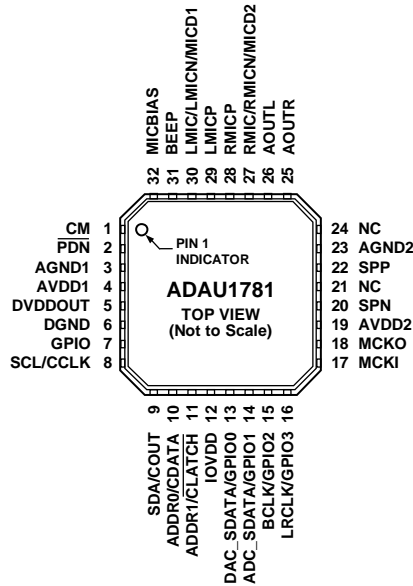 32 MICBIAS
31 BEEP
30 LMIC/LMICN/MICD1
29 LMICP
28 RMICP
27 RMIC/RMICN/MICD2
26 AOUTL
25 AOUTR
CM 1
PDN 2
AGND1 3
AVDD1 4
DVDDOUT 5
DGND 6
GPIO 7
SCL/CCLK 8
PIN 1
INDICATOR
ADAU1781
TOP VIEW
(Not to Scale)
24 NC
23 AGND2
22 SPP
21 NC
20 SPN
19 AVDD2
18 MCKO
17 MCKI
SDA/COUT 9
ADDR0/CDATA 10
ADDR1/CLATCH 11
IOVDD 12
DAC_SDATA/GPIO0 13
ADC_SDATA/GPIO1 14
BCLK/GPIO2 15
LRCLK/GPIO3 16